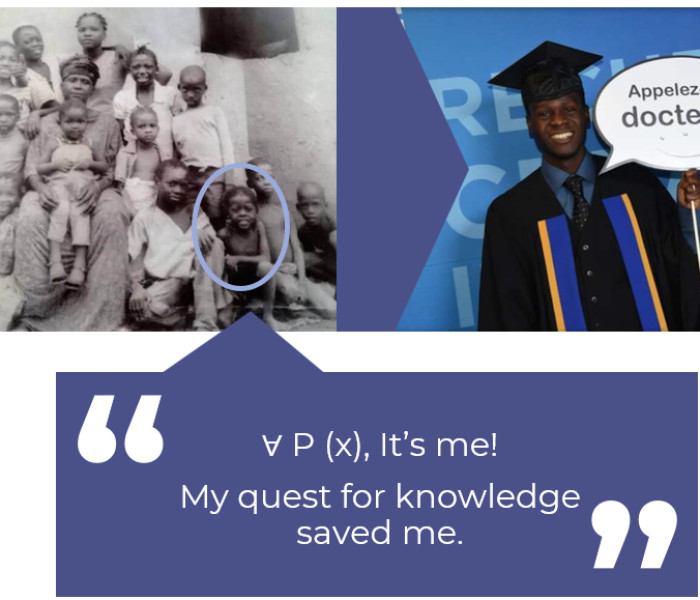 Appelez
docte
“ ∀ P (x), It’s me!
My quest for knowledge
saved me. ”